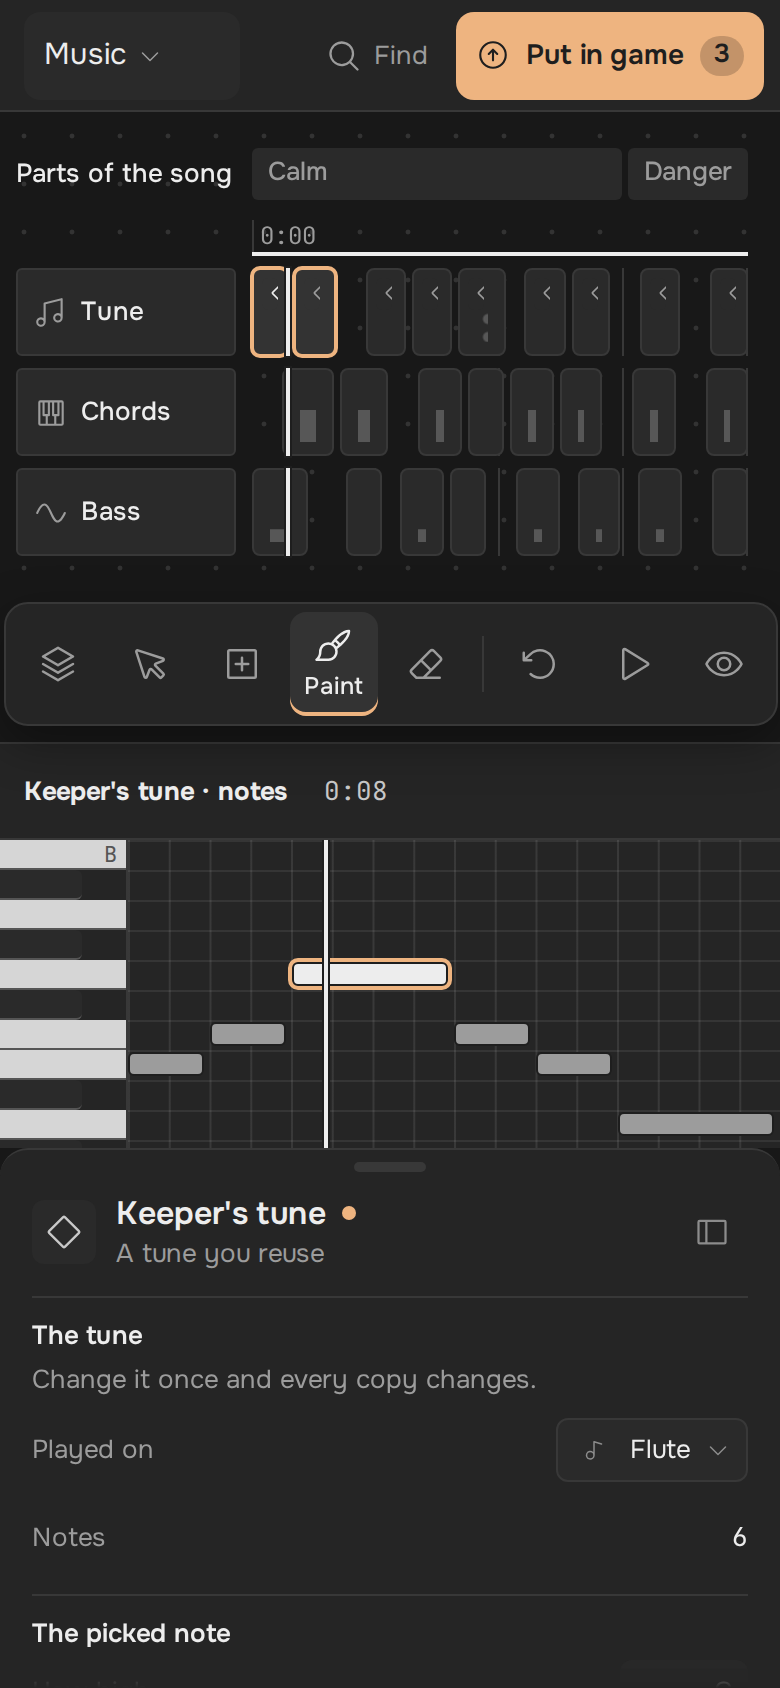 Music
Find
Put in game 3
Parts of the song
Calm
Danger
0:00
Tune
Chords
Bass
Paint
Keeper's tune · notes 0:08
B
Keeper's tune
A tune you reuse
The tune
Change it once and every copy changes.
Played on
Flute
Notes
6
The picked note